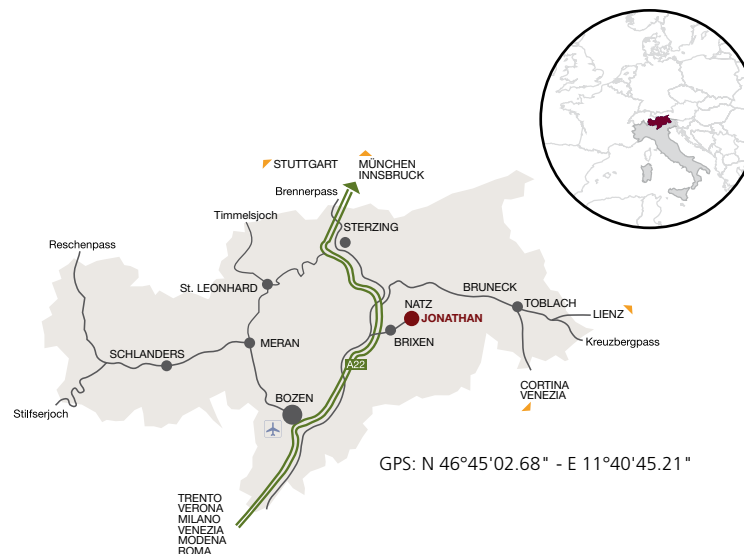 STUTTGART
MÜNCHEN
INNSBRUCK
Brennerpass
Timmelsjoch
STERZING
Reschenpass
St. LEONHARD
BRUNECK
NATZ
TOBLACH
JONATHAN
LIENZ
BRIXEN
Kreuzbergpass
MERAN
SCHLANDERS
A22
CORTINA
VENEZIA
BOZEN
Stilfserjoch
GPS: N 46°45'02.68" - E 11°40'45.21"
TRENTO
VERONA
MILANO
VENEZIA
MODENA
ROMA